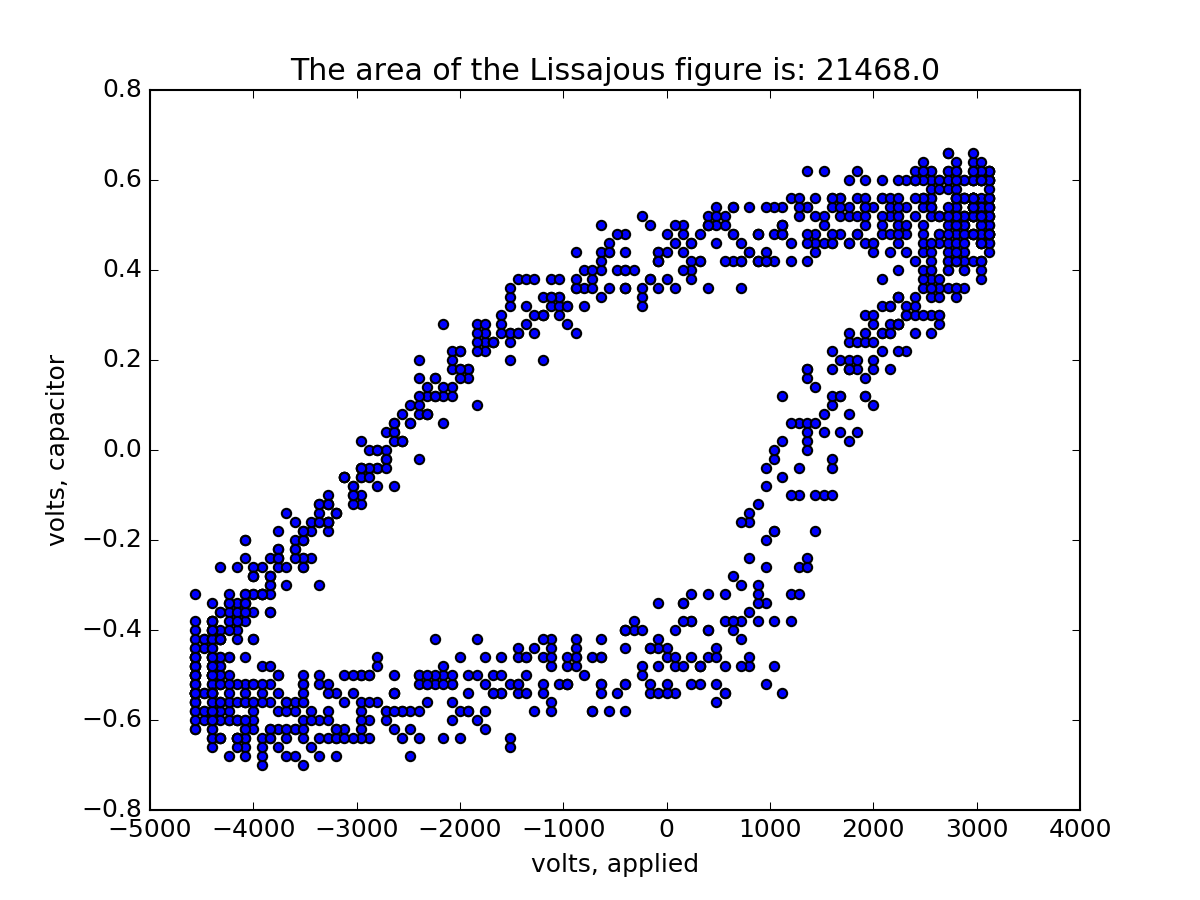 The area of the Lissajous figure is: 21468.0
0.8
0.6
0.4
0.2
0.0
−0.2
−0.4
−0.6
−0.8
volts, capacitor
−5000 −4000 −3000 −2000 −1000 0 1000 2000 3000 4000
volts, applied